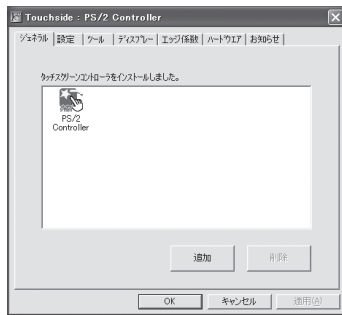 Touchside : PS/2 Controller
ジェネラル 設定 ツール ディスプレー エッジ係数 ハードウエア お知らせ
タッチスクリーンコントローラをインストールしました。
PS/2
Controller
追加 削除
OK キャンセル 適用(A)